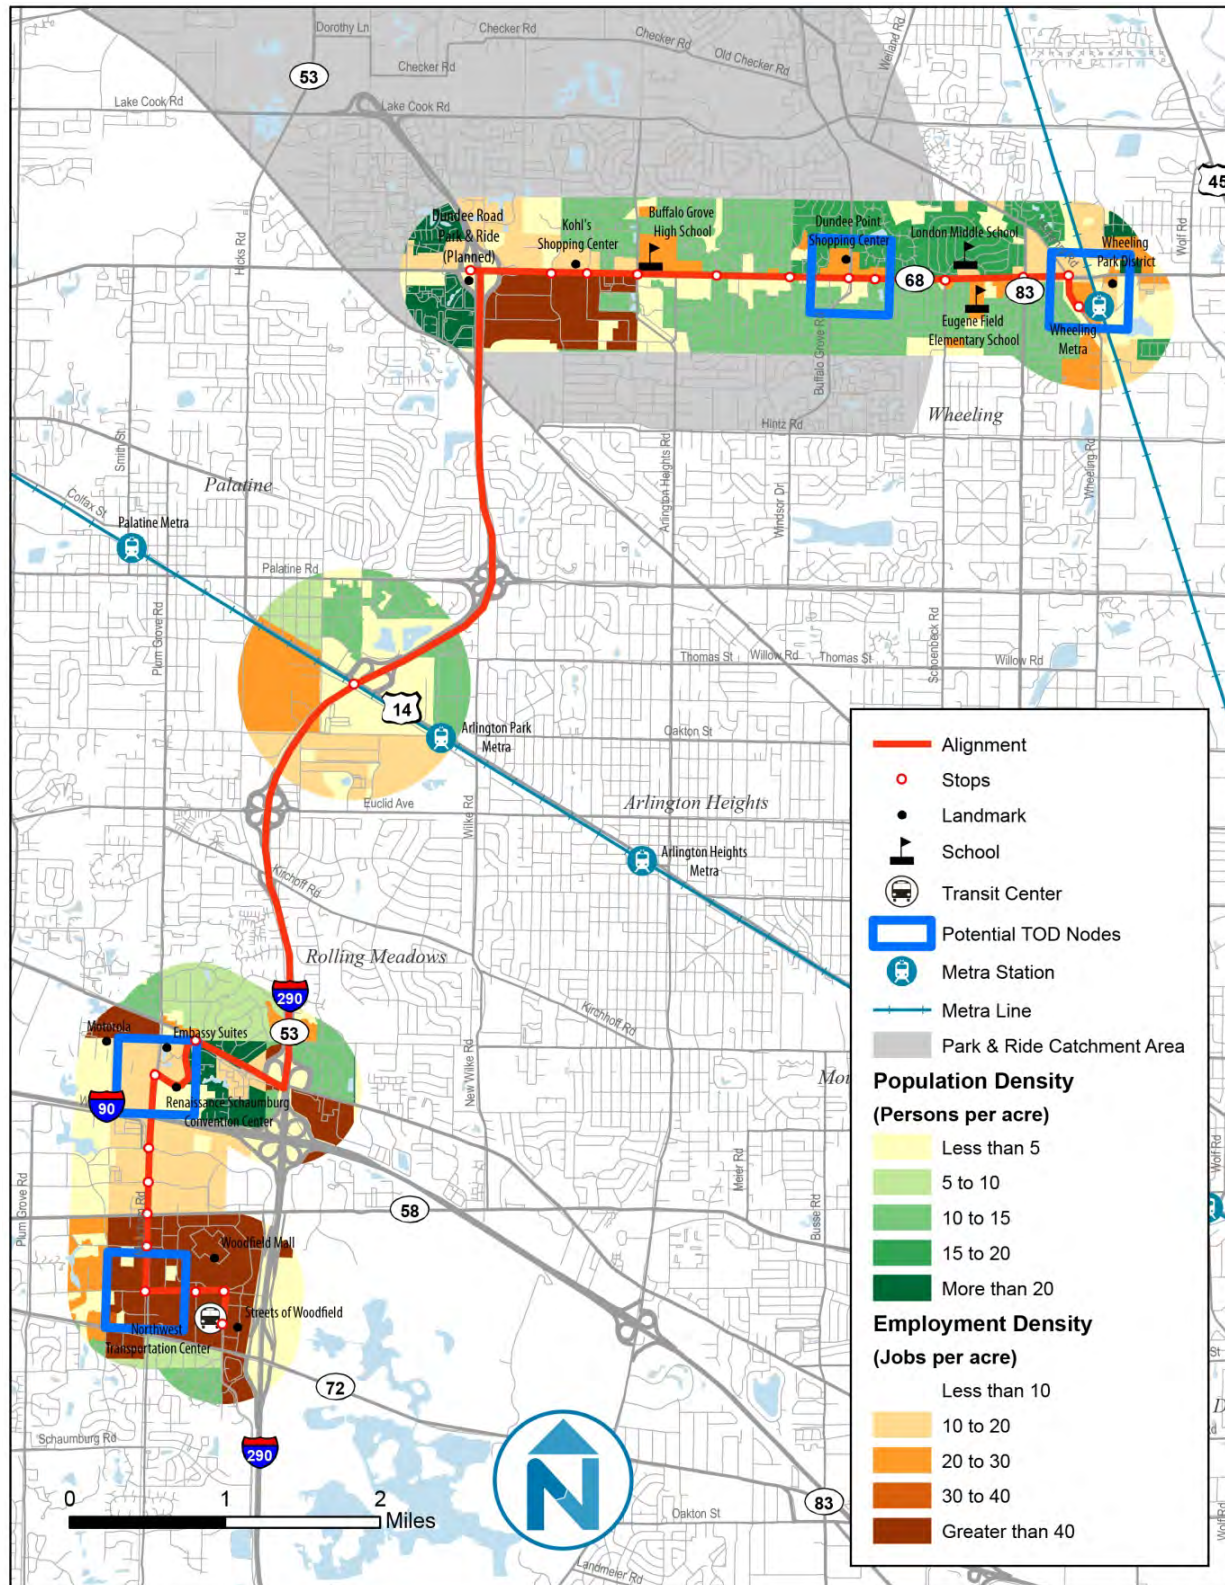 Dorothy Ln
Checker Rd
Checker Rd
Old Checker Rd
Weiland Rd
53
Checker Rd
Lake Cook Rd
Lake Cook Rd
45
Dundee Road
Park & Ride
(Planned)
Kohl's
Shopping Center
Buffalo Grove
High School
Dundee Point
Shopping Center
London Middle School
Wheeling
Park District
Wolf Rd
Hicks Rd
68
83
Eugene Field
Elementary School
Wheeling
Metra
Buffalo Grove R
Wheeling
Hintz Rd
Smith St
Palatine
Arlington Heights Rd
Windsor Dr
Wheeling Rd
Colfax St
Palatine Metra
Palatine Rd
Plum Grove Rd
Schoenbeck Rd
Thomas St
Willow Rd
Thomas St
Willow Rd
14
Arlington Park
Metra
Oakton St
Euclid Ave
Wilke Rd
Arlington Heights
Arlington Heights
Metra
Kirchoff Rd
Rolling Meadows
290
53
Kirchhoff Rd
Motorola
Embassy Suites
New Wilke Rd
Mou
Renaissance Schaumburg
Convention Center
90
Meier Rd
Busse Rd
Plum Grove Rd
58
Woodfield Mall
Streets of Woodfield
Northwest
Transportation Center
72
Schaumburg Rd
290
0 1 2
Miles
N
Oakton St
83
Landmeier Rd
Alignment
Stops
Landmark
School
Transit Center
Potential TOD Nodes
Metra Station
Metra Line
Park & Ride Catchment Area
Population Density
(Persons per acre)
Less than 5
5 to 10
10 to 15
15 to 20
More than 20
Employment Density
(Jobs per acre)
Less than 10
10 to 20
20 to 30
30 to 40
Greater than 40
Wolf Rd
St
D
Rd
Wolf Rd